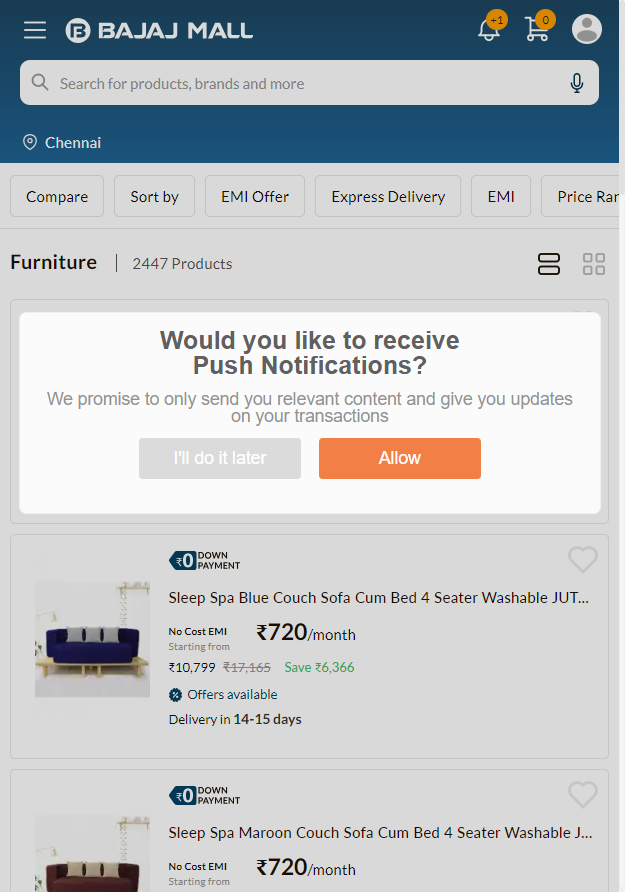 BAJAJ MALL
+1
0
Search for products, brands and more
Chennai
Compare
Sort by
EMI Offer
Express Delivery
EMI
Price Ran
Furniture | 2447 Products
Would you like to receive
Push Notifications?
We promise to only send you relevant content and give you updates
on your transactions
I'll do it later
Allow
₹0 DOWN
PAYMENT
Sleep Spa Blue Couch Sofa Cum Bed 4 Seater Washable JUT...
No Cost EMI
Starting from
₹720/month
₹10,799 ₹17,165 Save ₹6,366
Offers available
Delivery in 14-15 days
₹0 DOWN
PAYMENT
Sleep Spa Maroon Couch Sofa Cum Bed 4 Seater Washable J...
No Cost EMI
Starting from
₹720/month